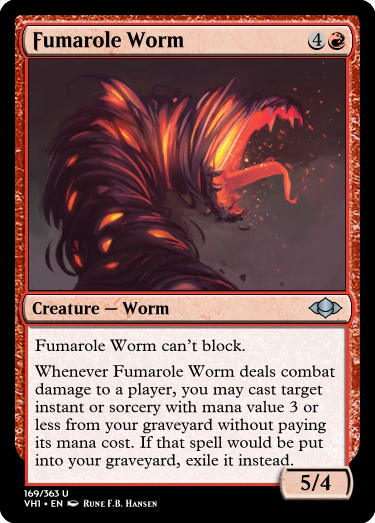 Fumarole Worm 4
Creature — Worm
Fumarole Worm can't block.
Whenever Fumarole Worm deals combat
damage to a player, you may cast target
instant or sorcery with mana value 3 or
less from your graveyard without paying
its mana cost. If that spell would be put
into your graveyard, exile it instead.
5/4
169/363 U
VH1 • EN Rune F.B. Hansen